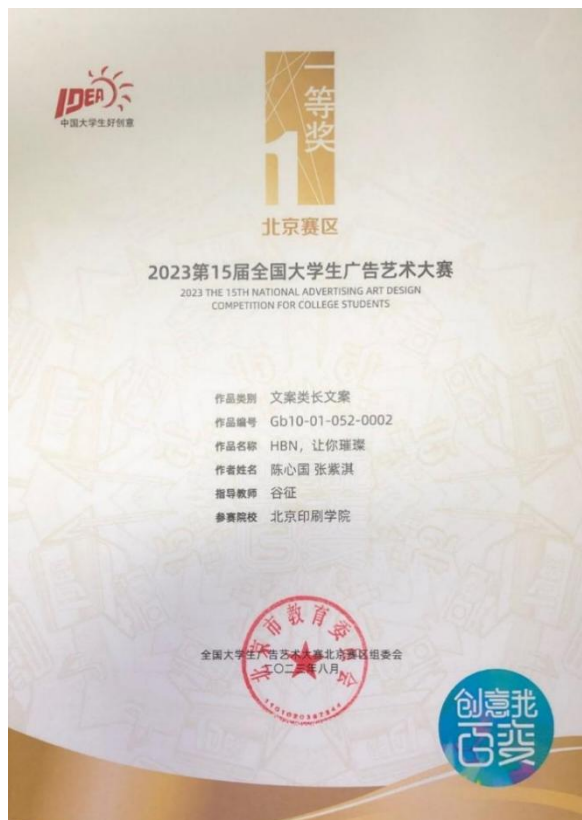 IDEA
中国大学生好创意
一等奖
1
北京赛区
2023第15届全国大学生广告艺术大赛
2023 THE 15TH NATIONAL ADVERTISING ART DESIGN
COMPETITION FOR COLLEGE STUDENTS
作品类别 文案类长文案
作品编号 Gb10-01-052-0002
作品名称 HBN，让你璀璨
作者姓名 陈心国 张紫淇
指导教师 谷征
参赛院校 北京印刷学院
北京市教育委员会
全国大学生广告艺术大赛北京赛区组委会
二〇二三年八月
创意我
百变